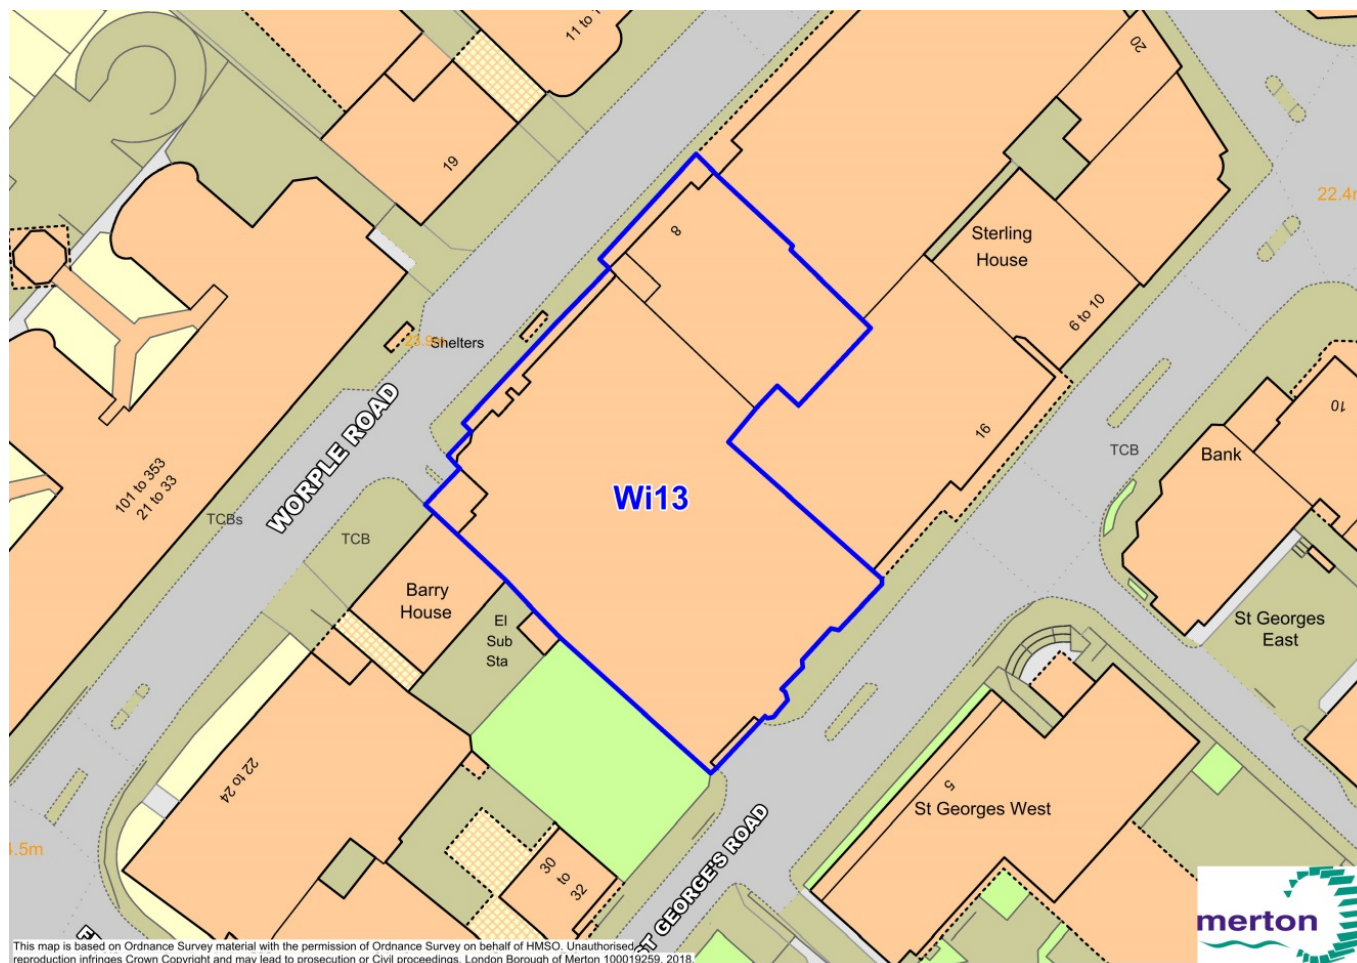 11 to 1
20
19
8
Sterling
House
22.4m
6 to 10
Shelters
10
16
TCB
Bank
WORPLE ROAD
101 to 353
21 to 33
TCBs
TCB
Wi13
Barry
House
El
Sub
Sta
St Georges
East
22 to 24
5
St Georges West
4.5m
30
to
32
ST GEORGE'S ROAD
merton
This map is based on Ordnance Survey material with the permission of Ordnance Survey on behalf of HMSO. Unauthorised
reproduction infringes Crown Copyright and may lead to prosecution or Civil proceedings. London Borough of Merton 100019259. 2018.